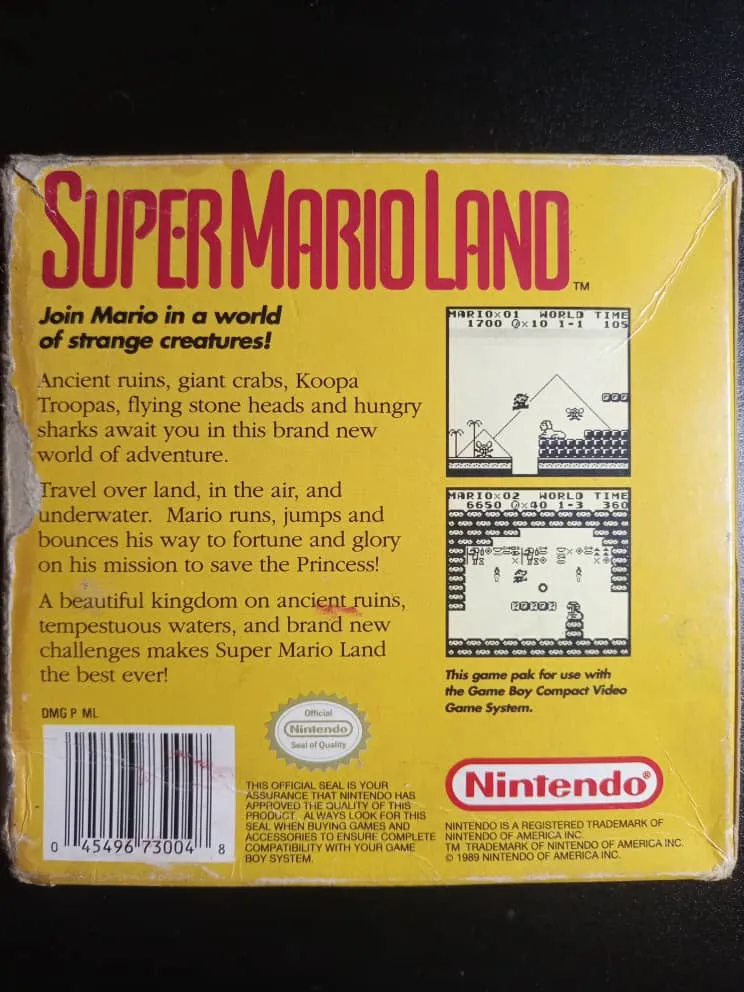 SUPER MARIO LAND™
Join Mario in a world
of strange creatures!
Ancient ruins, giant crabs, Koopa
Troopas, flying stone heads and hungry
sharks await you in this brand new
world of adventure.
Travel over land, in the air, and
underwater. Mario runs, jumps and
bounces his way to fortune and glory
on his mission to save the Princess!
A beautiful kingdom on ancient ruins,
tempestuous waters, and brand new
challenges makes Super Mario Land
the best ever!
DMG P ML
0 45496 73004 8
Official
Nintendo
Seal of Quality
THIS OFFICIAL SEAL IS YOUR
ASSURANCE THAT NINTENDO HAS
APPROVED THE QUALITY OF THIS
PRODUCT. ALWAYS LOOK FOR THIS
SEAL WHEN BUYING GAMES AND
ACCESSORIES TO ENSURE COMPLETE
COMPATIBILITY WITH YOUR GAME
BOY SYSTEM.
MARIO×01 WORLD TIME
1700 ×10 1-1 105
MARIO×02 WORLD TIME
6650 ×40 1-3 360
This game pak for use with
the Game Boy Compact Video
Game System.
Nintendo®
NINTENDO IS A REGISTERED TRADEMARK OF
NINTENDO OF AMERICA INC.
TM TRADEMARK OF NINTENDO OF AMERICA INC.
© 1989 NINTENDO OF AMERICA INC.